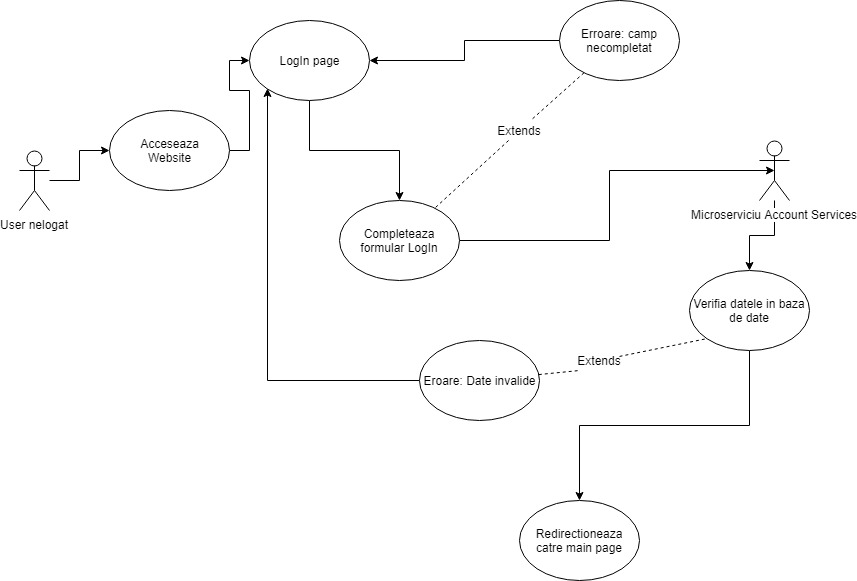 LogIn page
Erroare: camp
necompletat
Extends
Acceseaza
Website
User nelogat
Microserviciu Account Services
Completeaza
formular LogIn
Verifia datele in baza
de date
Extends
Eroare: Date invalide
Redirectioneaza
catre main page